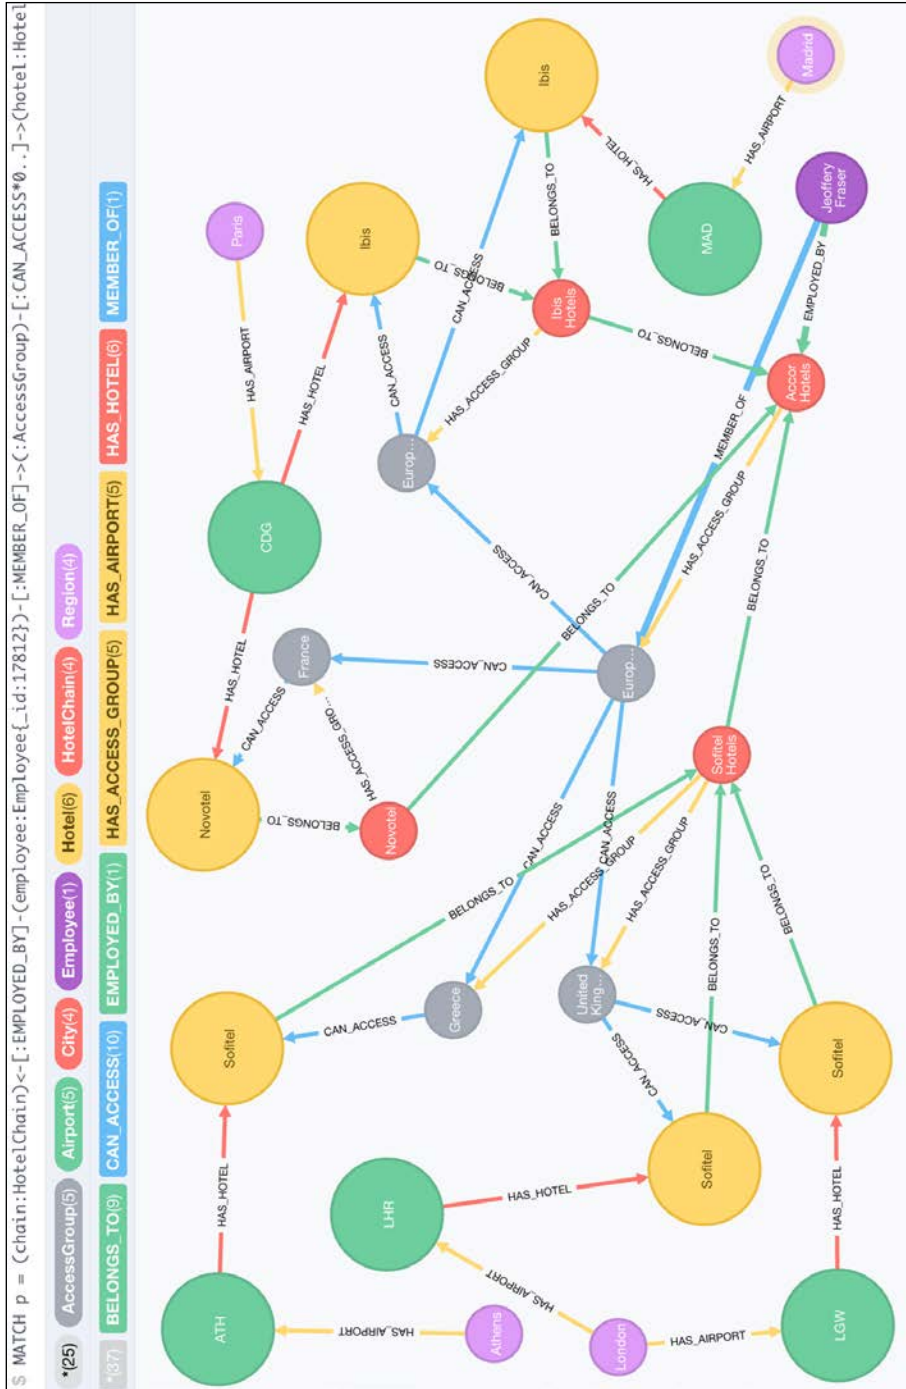 $ MATCH p = (chain:HotelChain)<-[:EMPLOYED_BY]-(employee:Employee{_id:17812})-[:MEMBER_OF]->(:AccessGroup)-[:CAN_ACCESS*0..]->(hotel:Hotel
*(25) AccessGroup(5) Airport(5) City(4) Employee(1) Hotel(6) HotelChain(4) Region(4)
*(37) BELONGS_TO(9) CAN_ACCESS(10) EMPLOYED_BY(1) HAS_ACCESS_GROUP(5) HAS_AIRPORT(5) HAS_HOTEL(6) MEMBER_OF(1)
Novotel
ATH
HAS_HOTEL
Sofitel
HAS_HOTEL
Paris
HAS_AIRPORT
CDG
CAN_ACCESS
France
HAS_HOTEL
BELONGS_TO
HAS_ACCESS_GRO...
Ibis
CAN_ACCESS
HAS_AIRPORT
CAN_ACCESS
LHR
Novotel
Europ...
BELONGS_TO
CAN_ACCESS
Greece
CAN_ACCESS
BELONGS_TO
CAN_ACCESS
HAS_ACCESS_GROUP
Athens
HAS_HOTEL
CAN_ACCESS
Ibis
HAS_AIRPORT
BELONGS_TO
Ibis
Hotels
CAN_ACCESS
HAS_ACCESS_GROUP
United
King...
BELONGS_TO
London
CAN_ACCESS
Europ...
HAS_HOTEL
HAS_ACCESS_GROUP
CAN_ACCESS
BELONGS_TO
HAS_ACCESS_GROUP
Sofitel
HAS_AIRPORT
BELONGS_TO
MEMBER_OF
MAD
Sofitel
Hotels
BELONGS_TO
BELONGS_TO
HAS_AIRPORT
Accor
Hotels
Madrid
EMPLOYED_BY
LGW
HAS_HOTEL
Sofitel
Jeoffery
Fraser